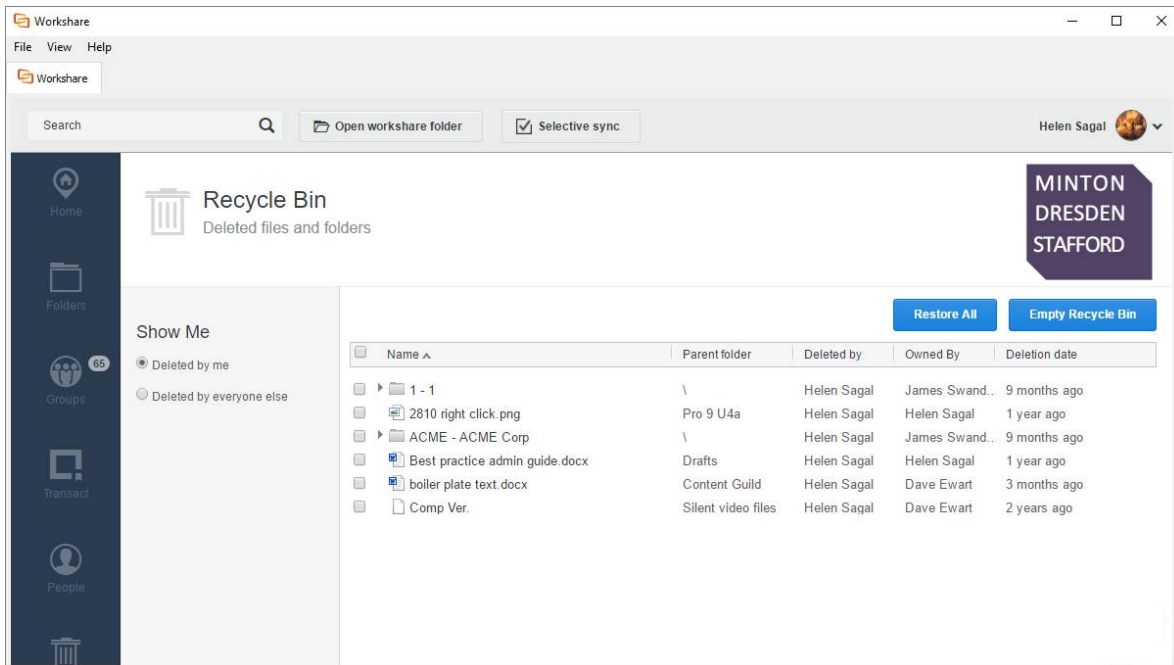 Workshare
File View Help
Workshare
Search Open workshare folder Selective sync Helen Sagal
Home
Folders
65
Groups
Transact
People
Recycle Bin
Deleted files and folders
MINTON
DRESDEN
STAFFORD
Show Me
Deleted by me
Deleted by everyone else
Restore All Empty Recycle Bin
Name Parent folder Deleted by Owned By Deletion date
1 - 1 \ Helen Sagal James Swand... 9 months ago
2810 right click.png Pro 9 U4a Helen Sagal Helen Sagal 1 year ago
ACME - ACME Corp \ Helen Sagal James Swand... 9 months ago
Best practice admin guide.docx Drafts Helen Sagal Helen Sagal 1 year ago
boiler plate text.docx Content Guild Helen Sagal Dave Ewart 3 months ago
Comp Ver. Silent video files Helen Sagal Dave Ewart 2 years ago